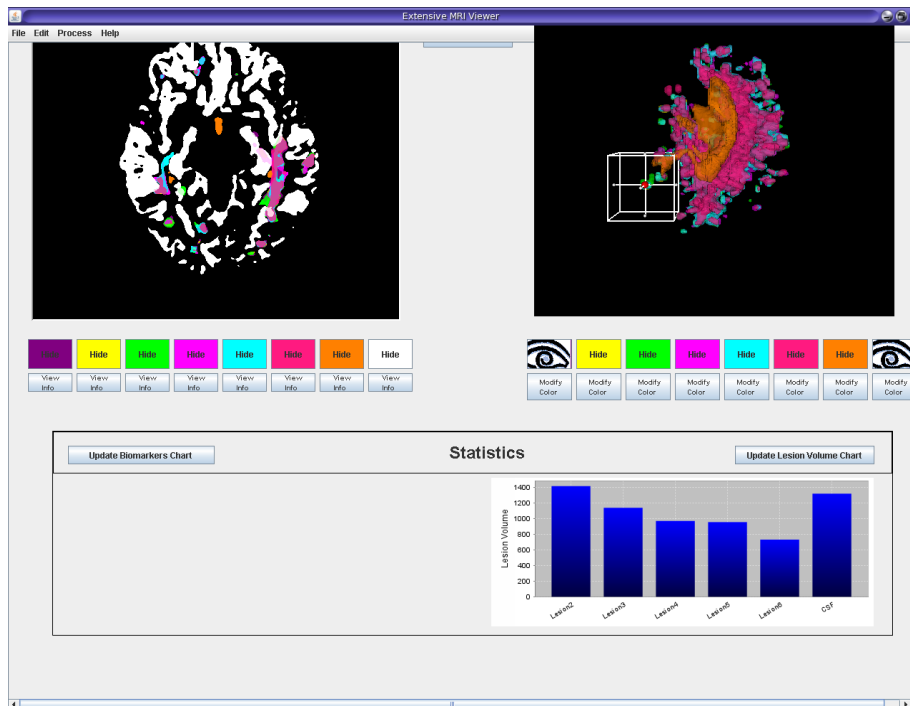 Extensive MRI Viewer
File Edit Process Help
Hide Hide Hide Hide Hide Hide Hide Hide
View Info View Info View Info View Info View Info View Info View Info View Info
Hide Hide Hide Hide Hide Hide
Modify Color Modify Color Modify Color Modify Color Modify Color Modify Color Modify Color Modify Color
Update Biomarkers Chart
Statistics
Update Lesion Volume Chart
Lesion Volume
1400
1200
1000
800
600
400
200
0
Lesion2 Lesion3 Lesion4 Lesion5 Lesion6 CSF